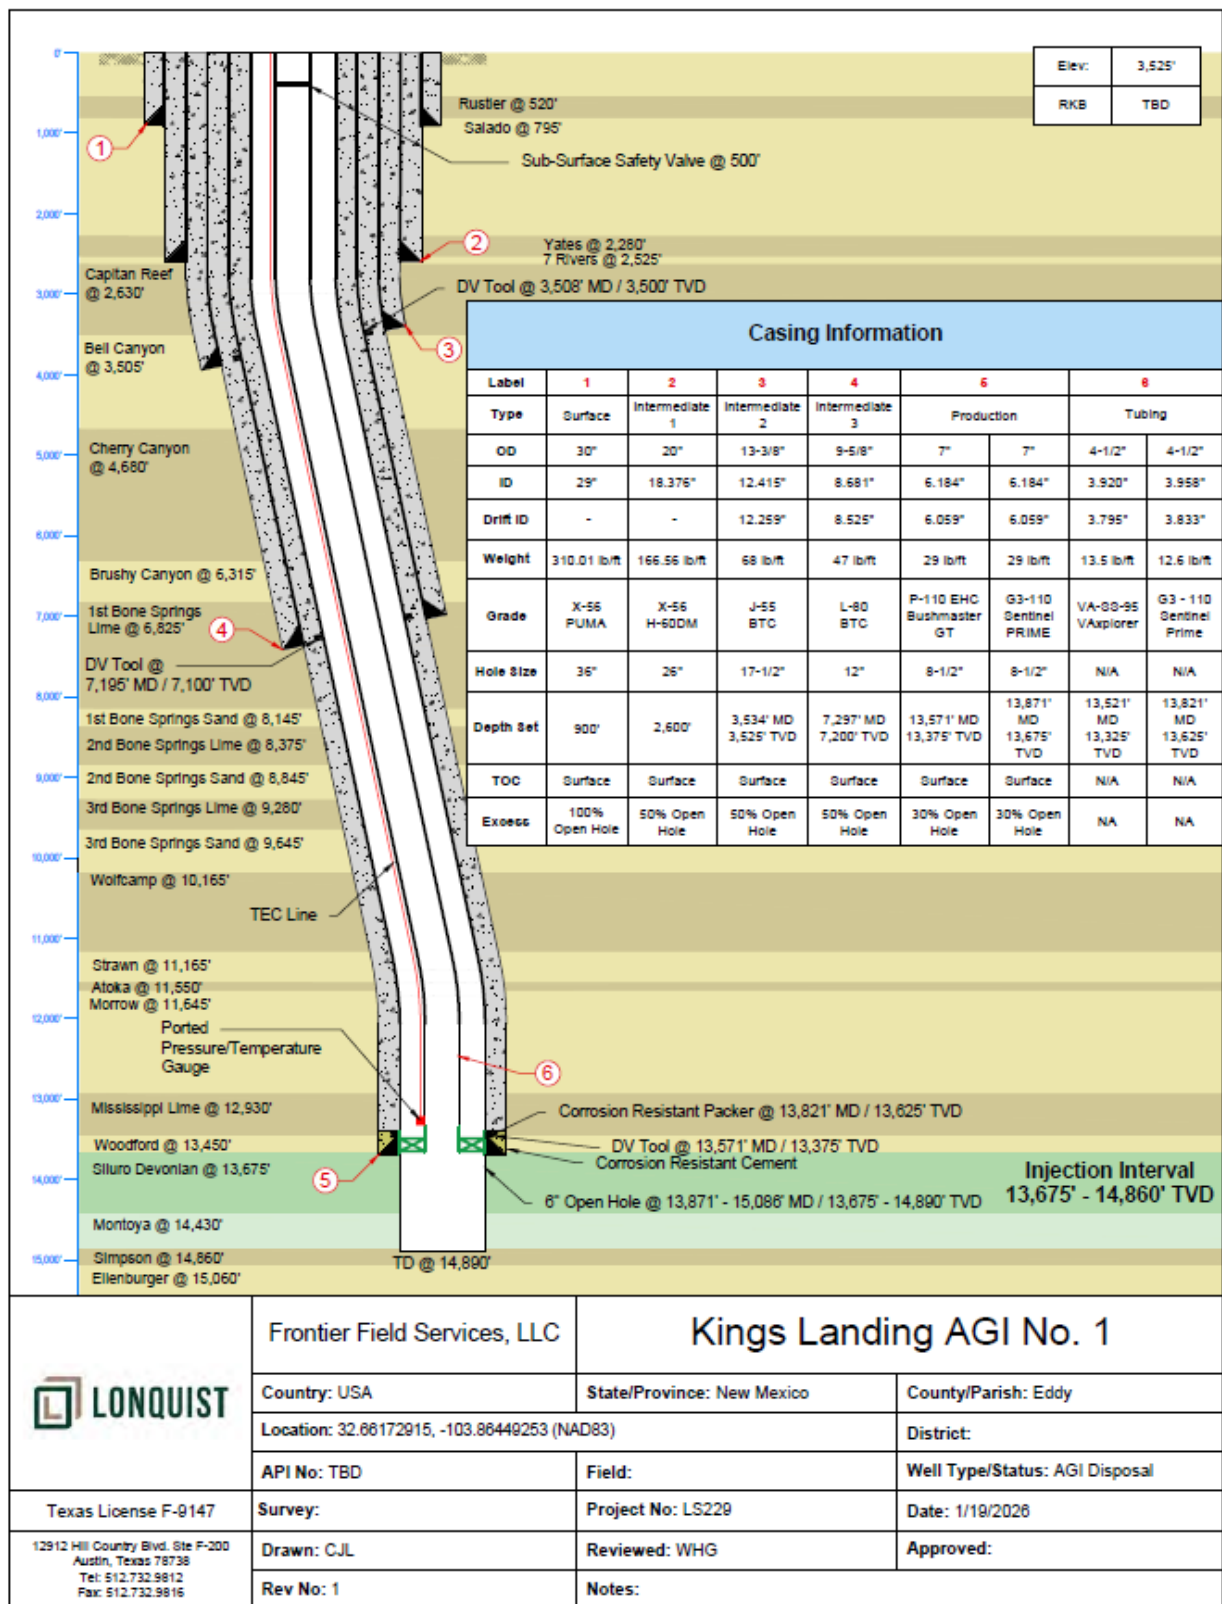 0'
Elev: 3,525'
RKB TBD
Rustler @ 520'
Salado @ 795'
1,000'
1
Sub-Surface Safety Valve @ 500'
2,000'
2
Yates @ 2,280'
7 Rivers @ 2,525'
Capitan Reef
@ 2,630'
3,000'
DV Tool @ 3,508' MD / 3,500' TVD
3
Bell Canyon
@ 3,505'
4,000'
Cherry Canyon
@ 4,680'
5,000'
6,000'
Brushy Canyon @ 6,315'
7,000'
1st Bone Springs
Lime @ 6,825'
4
DV Tool @
7,195' MD / 7,100' TVD
8,000'
1st Bone Springs Sand @ 8,145'
2nd Bone Springs Lime @ 8,375'
9,000'
2nd Bone Springs Sand @ 8,845'
3rd Bone Springs Lime @ 9,280'
3rd Bone Springs Sand @ 9,645'
10,000'
Wolfcamp @ 10,165'
TEC Line
11,000'
Strawn @ 11,165'
Atoka @ 11,550'
Morrow @ 11,645'
12,000'
Ported
Pressure/Temperature
Gauge
6
13,000'
Mississippi Lime @ 12,930'
Corrosion Resistant Packer @ 13,821' MD / 13,625' TVD
Woodford @ 13,450'
DV Tool @ 13,571' MD / 13,375' TVD
Corrosion Resistant Cement
Siluro Devonian @ 13,675'
5
14,000'
Injection Interval
13,675' - 14,860' TVD
6" Open Hole @ 13,871' - 15,086' MD / 13,675' - 14,890' TVD
Montoya @ 14,430'
15,000'
Simpson @ 14,860'
TD @ 14,890'
Ellenburger @ 15,060'
Casing Information
Label 1 2 3 4 5 6
Type Surface Intermediate 1 Intermediate 2 Intermediate 3 Production Tubing
OD 30" 20" 13-3/8" 9-5/8" 7" 7" 4-1/2" 4-1/2"
ID 29" 18.376" 12.415" 8.681" 6.184" 6.184" 3.920" 3.958"
Drift ID - - 12.259" 8.525" 6.059" 6.059" 3.795" 3.833"
Weight 310.01 lb/ft 166.56 lb/ft 68 lb/ft 47 lb/ft 29 lb/ft 29 lb/ft 13.5 lb/ft 12.6 lb/ft
Grade X-56 PUMA X-56 H-60DM J-55 BTC L-80 BTC P-110 EHC Bushmaster GT G3-110 Sentinel PRIME VA-SS-95 VAxplorer G3 - 110 Sentinel Prime
Hole Size 36" 26" 17-1/2" 12" 8-1/2" 8-1/2" N/A N/A
Depth Set 900' 2,600' 3,534' MD 3,525' TVD 7,297' MD 7,200' TVD 13,571' MD 13,375' TVD 13,871' MD 13,675' TVD 13,521' MD 13,325' TVD 13,821' MD 13,625' TVD
TOC Surface Surface Surface Surface Surface Surface N/A N/A
Excess 100% Open Hole 50% Open Hole 50% Open Hole 50% Open Hole 30% Open Hole 30% Open Hole NA NA
LONQUIST
Frontier Field Services, LLC
Kings Landing AGI No. 1
Country: USA
State/Province: New Mexico
County/Parish: Eddy
Location: 32.66172915, -103.86449253 (NAD83)
District:
API No: TBD
Field:
Well Type/Status: AGI Disposal
Texas License F-9147
Survey:
Project No: LS229
Date: 1/19/2026
12912 Hill Country Blvd. Ste F-200
Austin, Texas 78738
Tel: 512.732.9812
Fax: 512.732.9816
Drawn: CJL
Reviewed: WHG
Approved:
Rev No: 1
Notes: